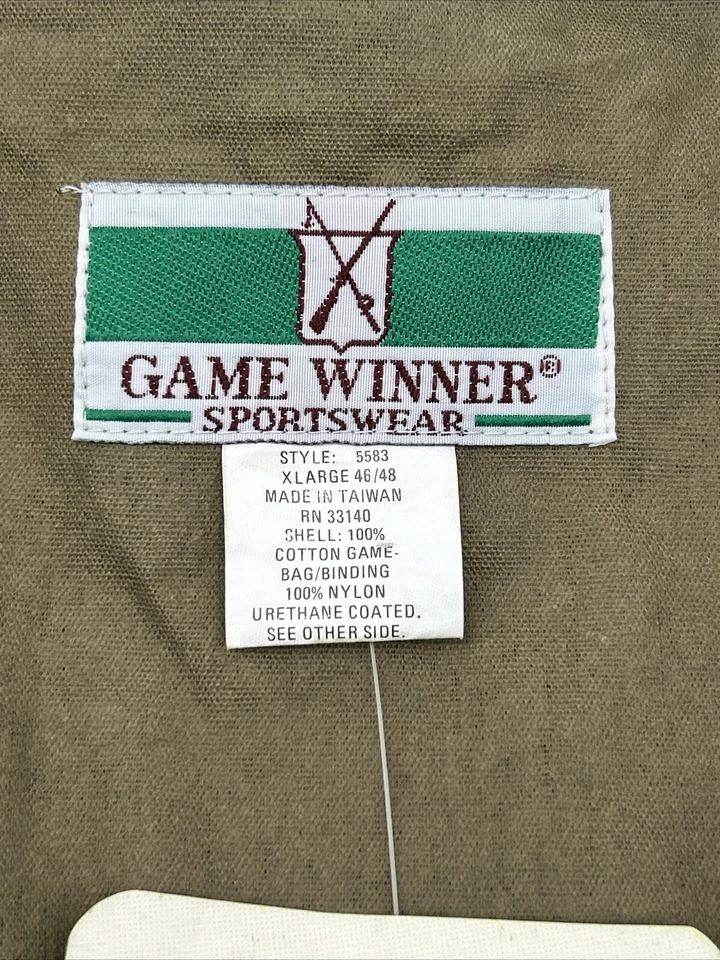 GAME WINNER®
SPORTSWEAR
STYLE: 5583
XLARGE 46/48
MADE IN TAIWAN
RN 33140
SHELL: 100%
COTTON GAME-
BAG/BINDING
100% NYLON
URETHANE COATED.
SEE OTHER SIDE.